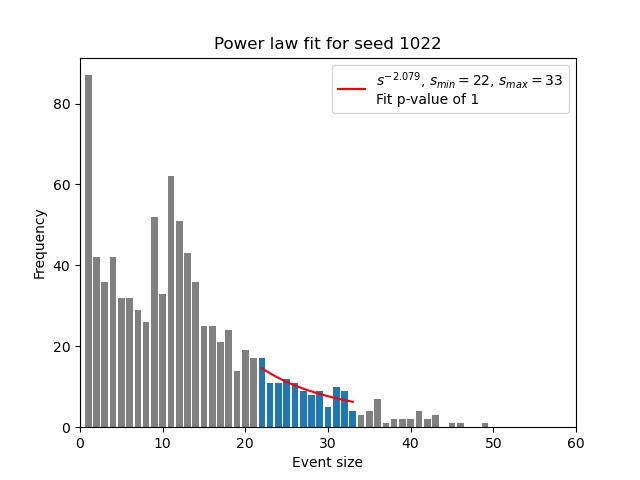 Power law fit for seed 1022
$s^{-2.079}$, $s_{min} = 22$, $s_{max} = 33$
Fit p-value of 1
Frequency
80
60
40
20
0
0 10 20 30 40 50 60
Event size